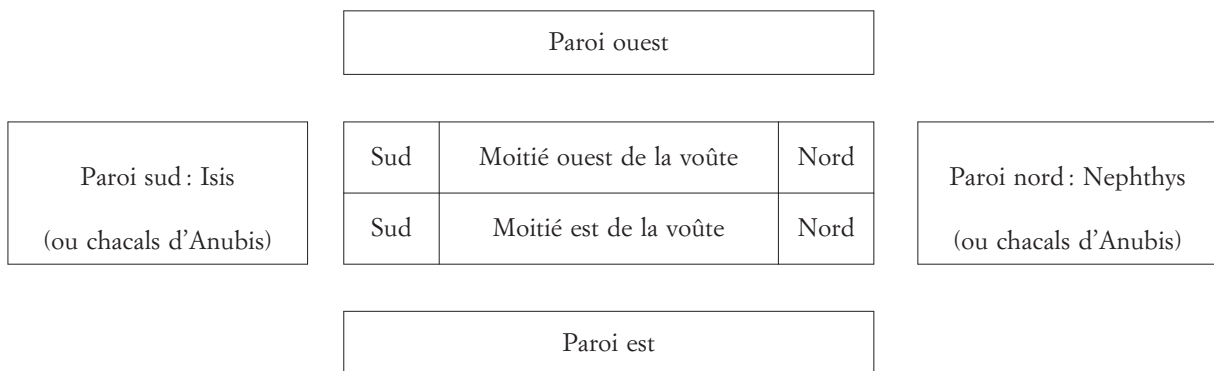 Paroi ouest
Paroi sud : Isis
(ou chacals d’Anubis)
Sud
Moitié ouest de la voûte
Nord
Sud
Moitié est de la voûte
Nord
Paroi nord : Nephthys
(ou chacals d’Anubis)
Paroi est